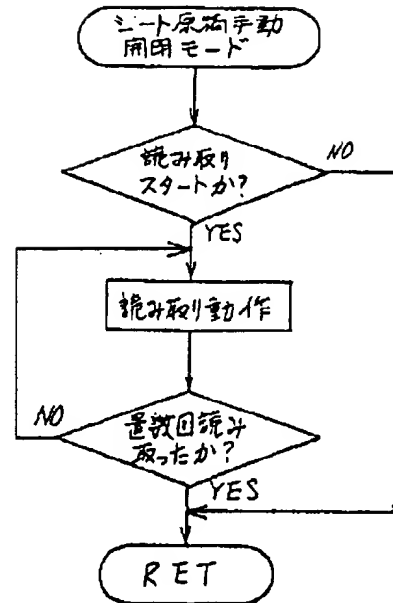 シート原稿手動
開閉モード
読み取り
スタートか?
NO
YES
読み取り動作
NO
置数回読み
取ったか?
YES
RET